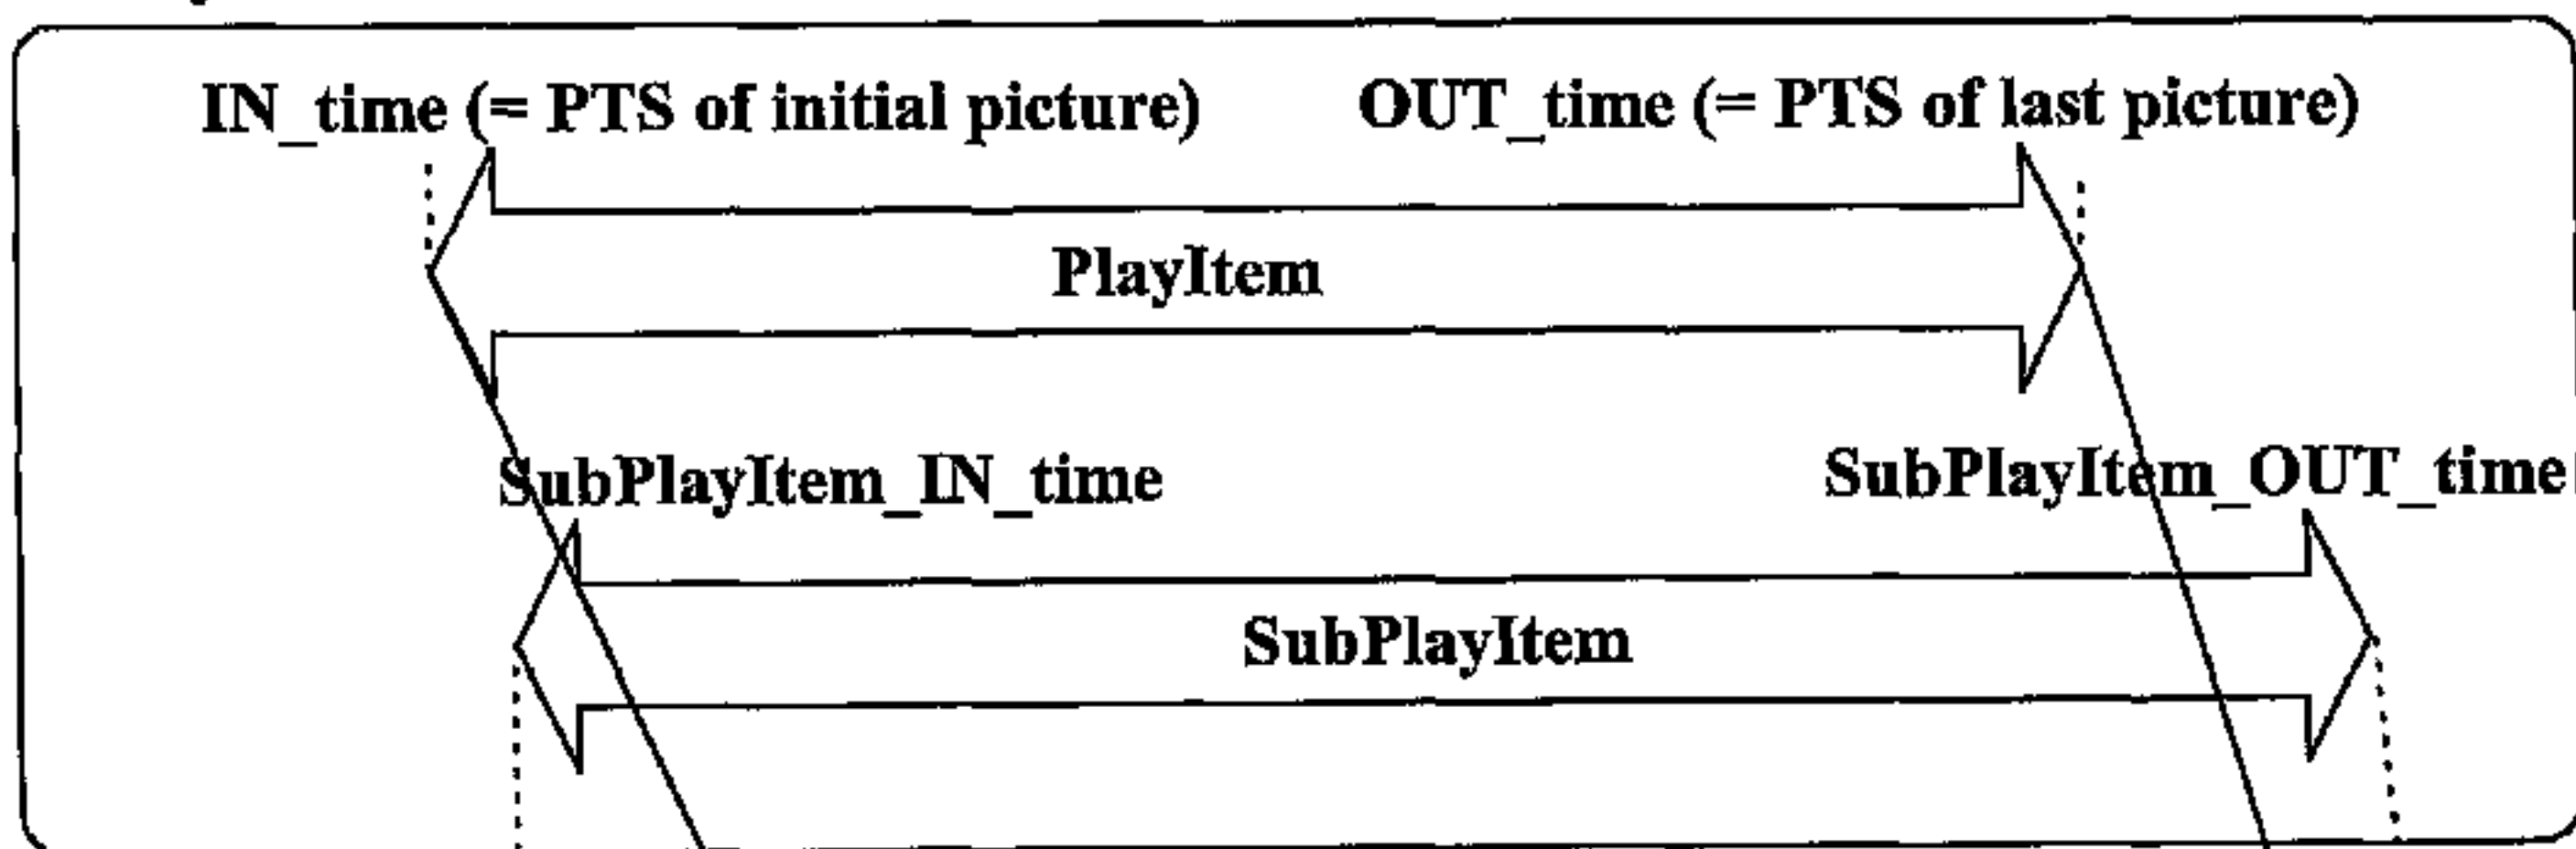 IN_time (= PTS of initial picture) OUT_time (= PTS of last picture)
PlayItem
SubPlayItem_IN_time SubPlayItem_OUT_time
SubPlayItem